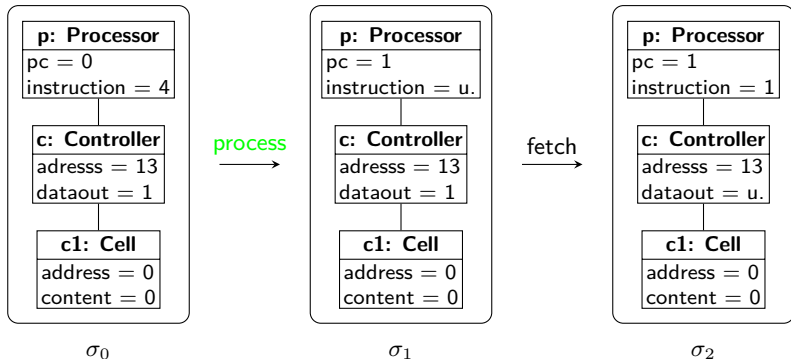 p: Processor
pc = 0
instruction = 4
c: Controller
adresss = 13
dataout = 1
c1: Cell
address = 0
content = 0
σ0
process
p: Processor
pc = 1
instruction = u.
c: Controller
adresss = 13
dataout = 1
c1: Cell
address = 0
content = 0
σ1
fetch
p: Processor
pc = 1
instruction = 1
c: Controller
adresss = 13
dataout = u.
c1: Cell
address = 0
content = 0
σ2